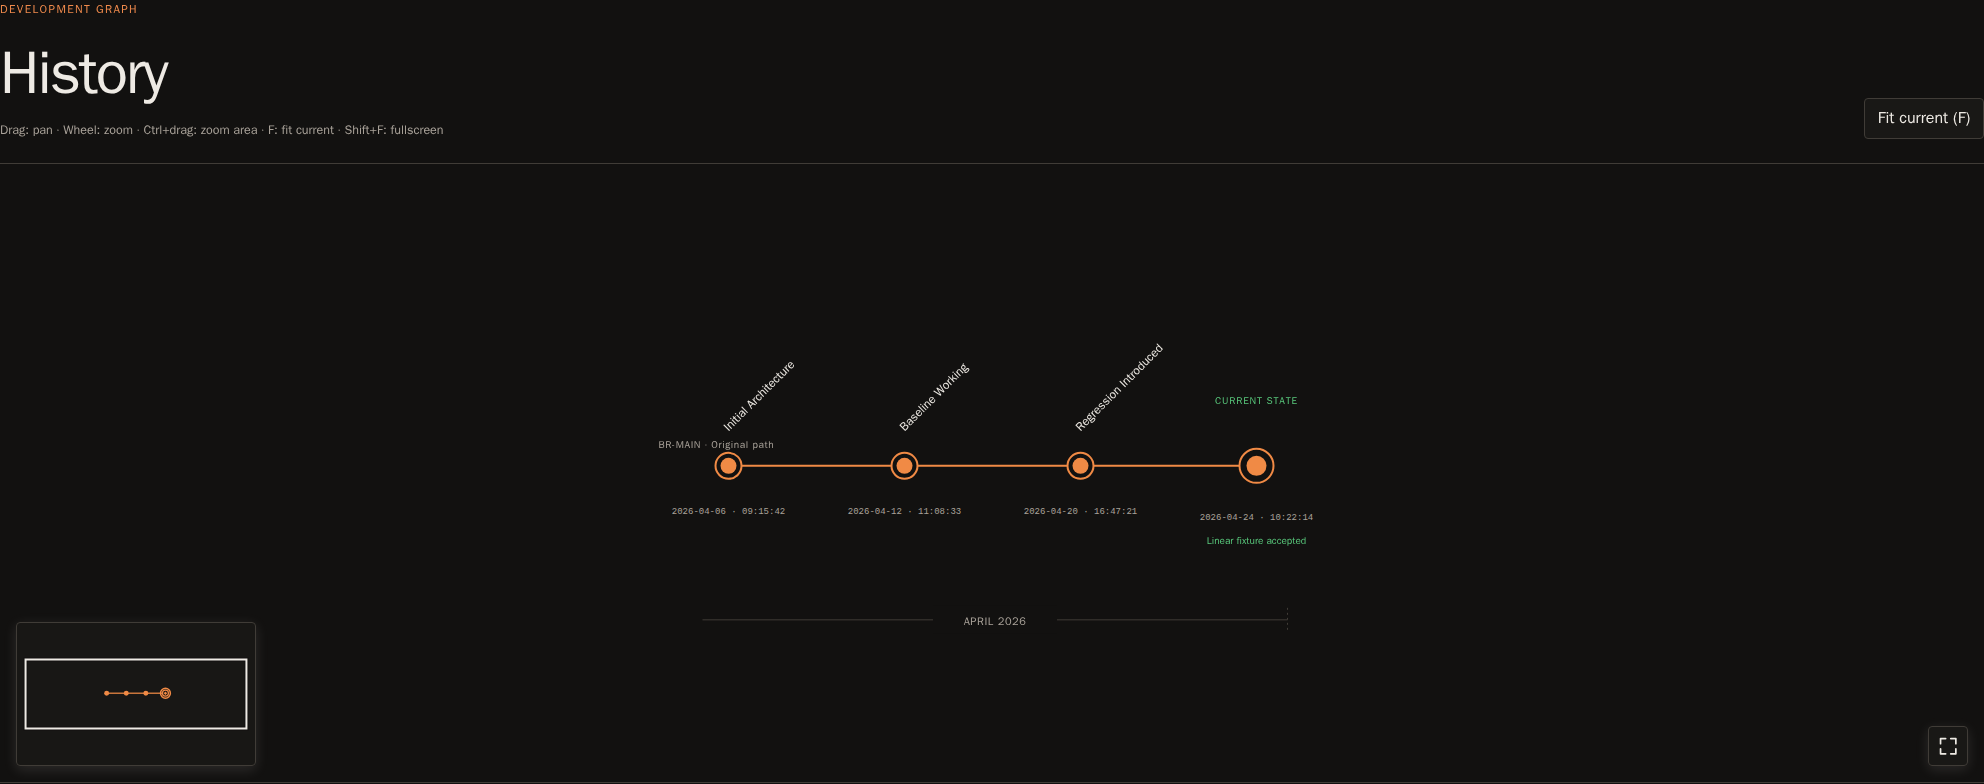 DEVELOPMENT GRAPH
History
Drag: pan · Wheel: zoom · Ctrl+drag: zoom area · F: fit current · Shift+F: fullscreen
Fit current (F)
Initial Architecture
Baseline Working
Regression Introduced
CURRENT STATE
BR-MAIN · Original path
2026-04-06 · 09:15:42
2026-04-12 · 11:08:33
2026-04-20 · 16:47:21
2026-04-24 · 10:22:14
Linear fixture accepted
APRIL 2026